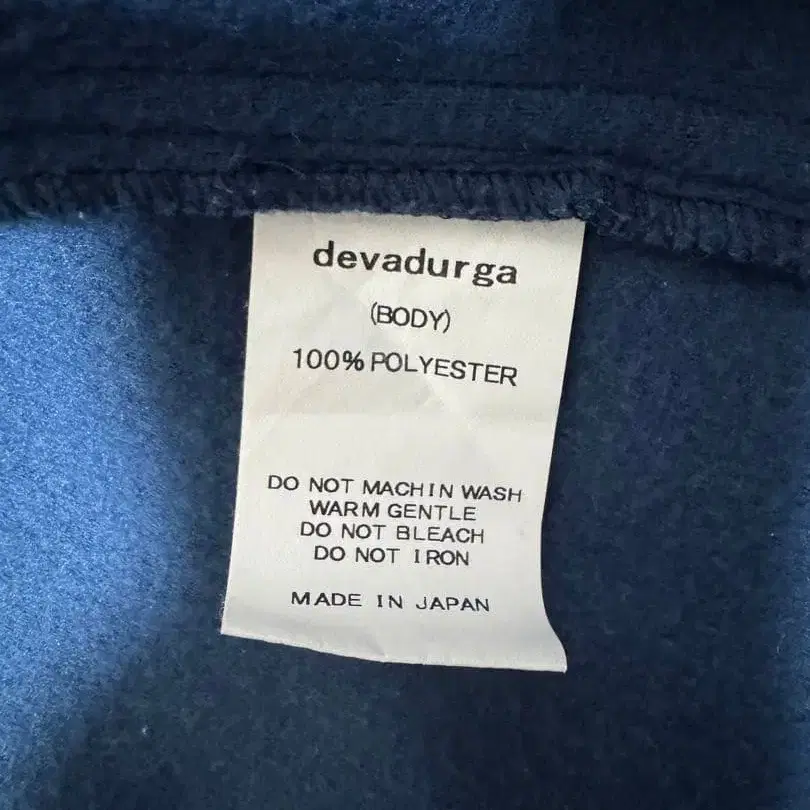 devadurga
(BODY)
100% POLYESTER
DO NOT MACHIN WASH
WARM GENTLE
DO NOT BLEACH
DO NOT IRON
MADE IN JAPAN